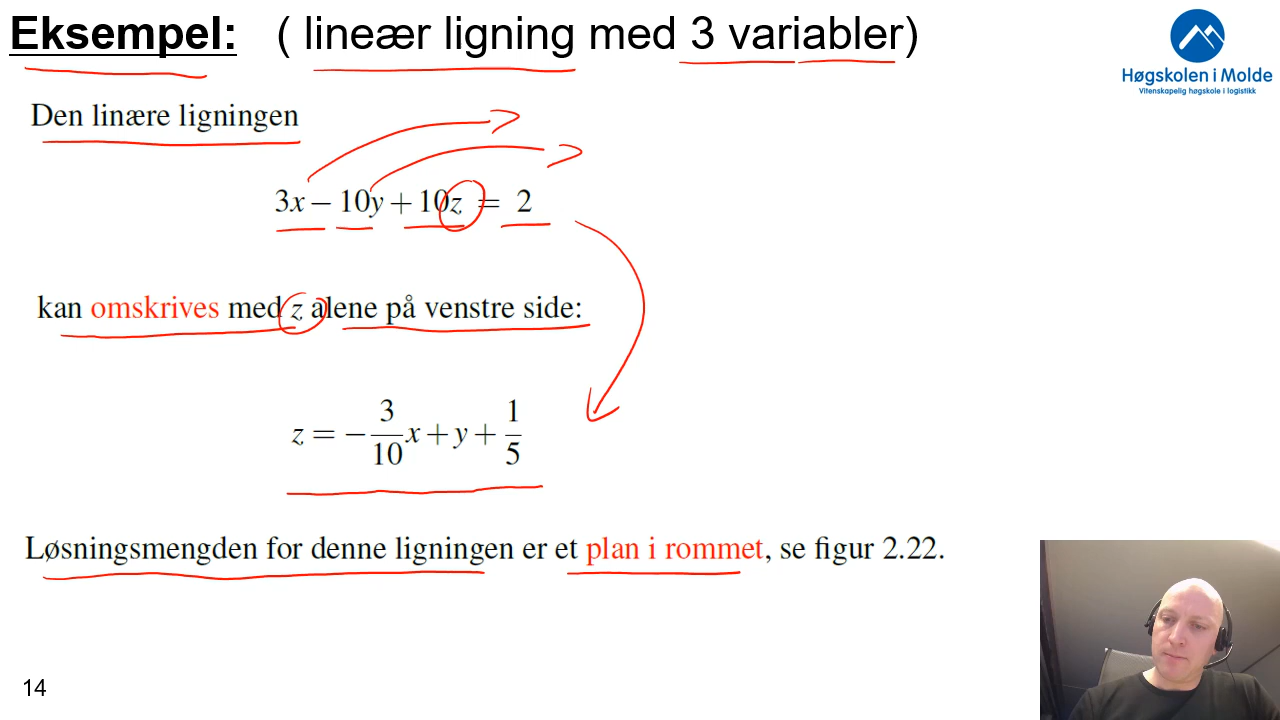 Eksempel: ( lineær ligning med 3 variabler)
Høgskolen i Molde
Vitenskapelig høgskole i logistikk
Den linære ligningen
3x − 10y + 10z = 2
kan omskrives med z alene på venstre side:
z = −3/10 x + y + 1/5
Løsningsmengden for denne ligningen er et plan i rommet, se figur 2.22.
14